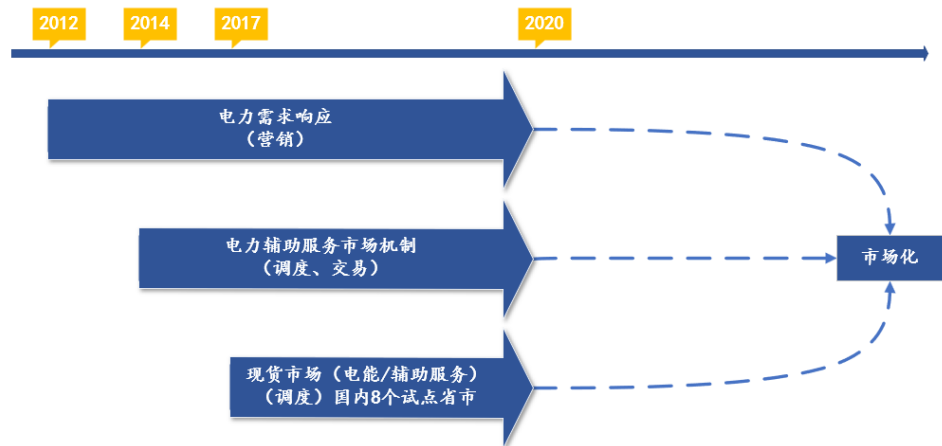 2012
2014
2017
2020
电力需求响应
（营销）
电力辅助服务市场机制
（调度、交易）
市场化
现货市场（电能/辅助服务）
（调度）国内8个试点省市